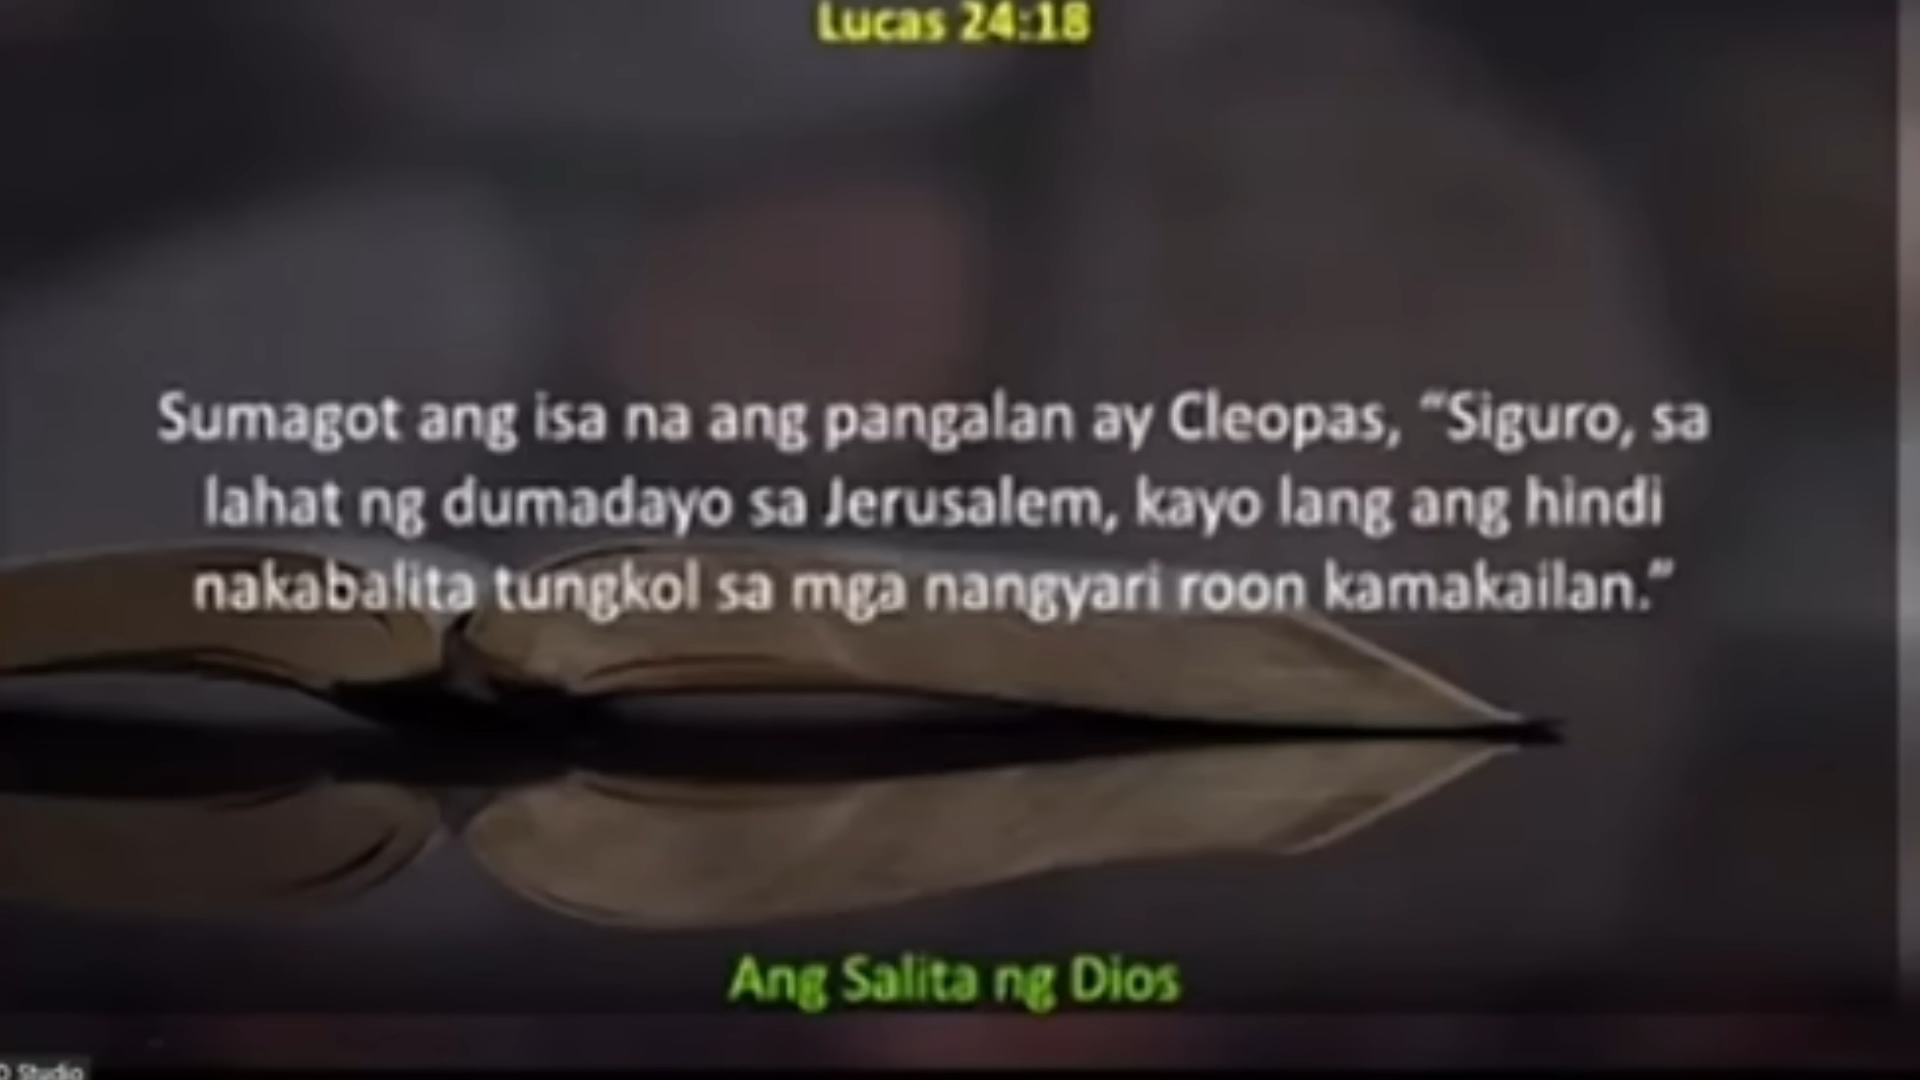 Lucas 24:18
Sumagot ang isa na ang pangalan ay Cleopas, “Siguro, sa
lahat ng dumadayo sa Jerusalem, kayo lang ang hindi
nakabalita tungkol sa mga nangyari roon kamakailan.”
Ang Salita ng Dios
Studio